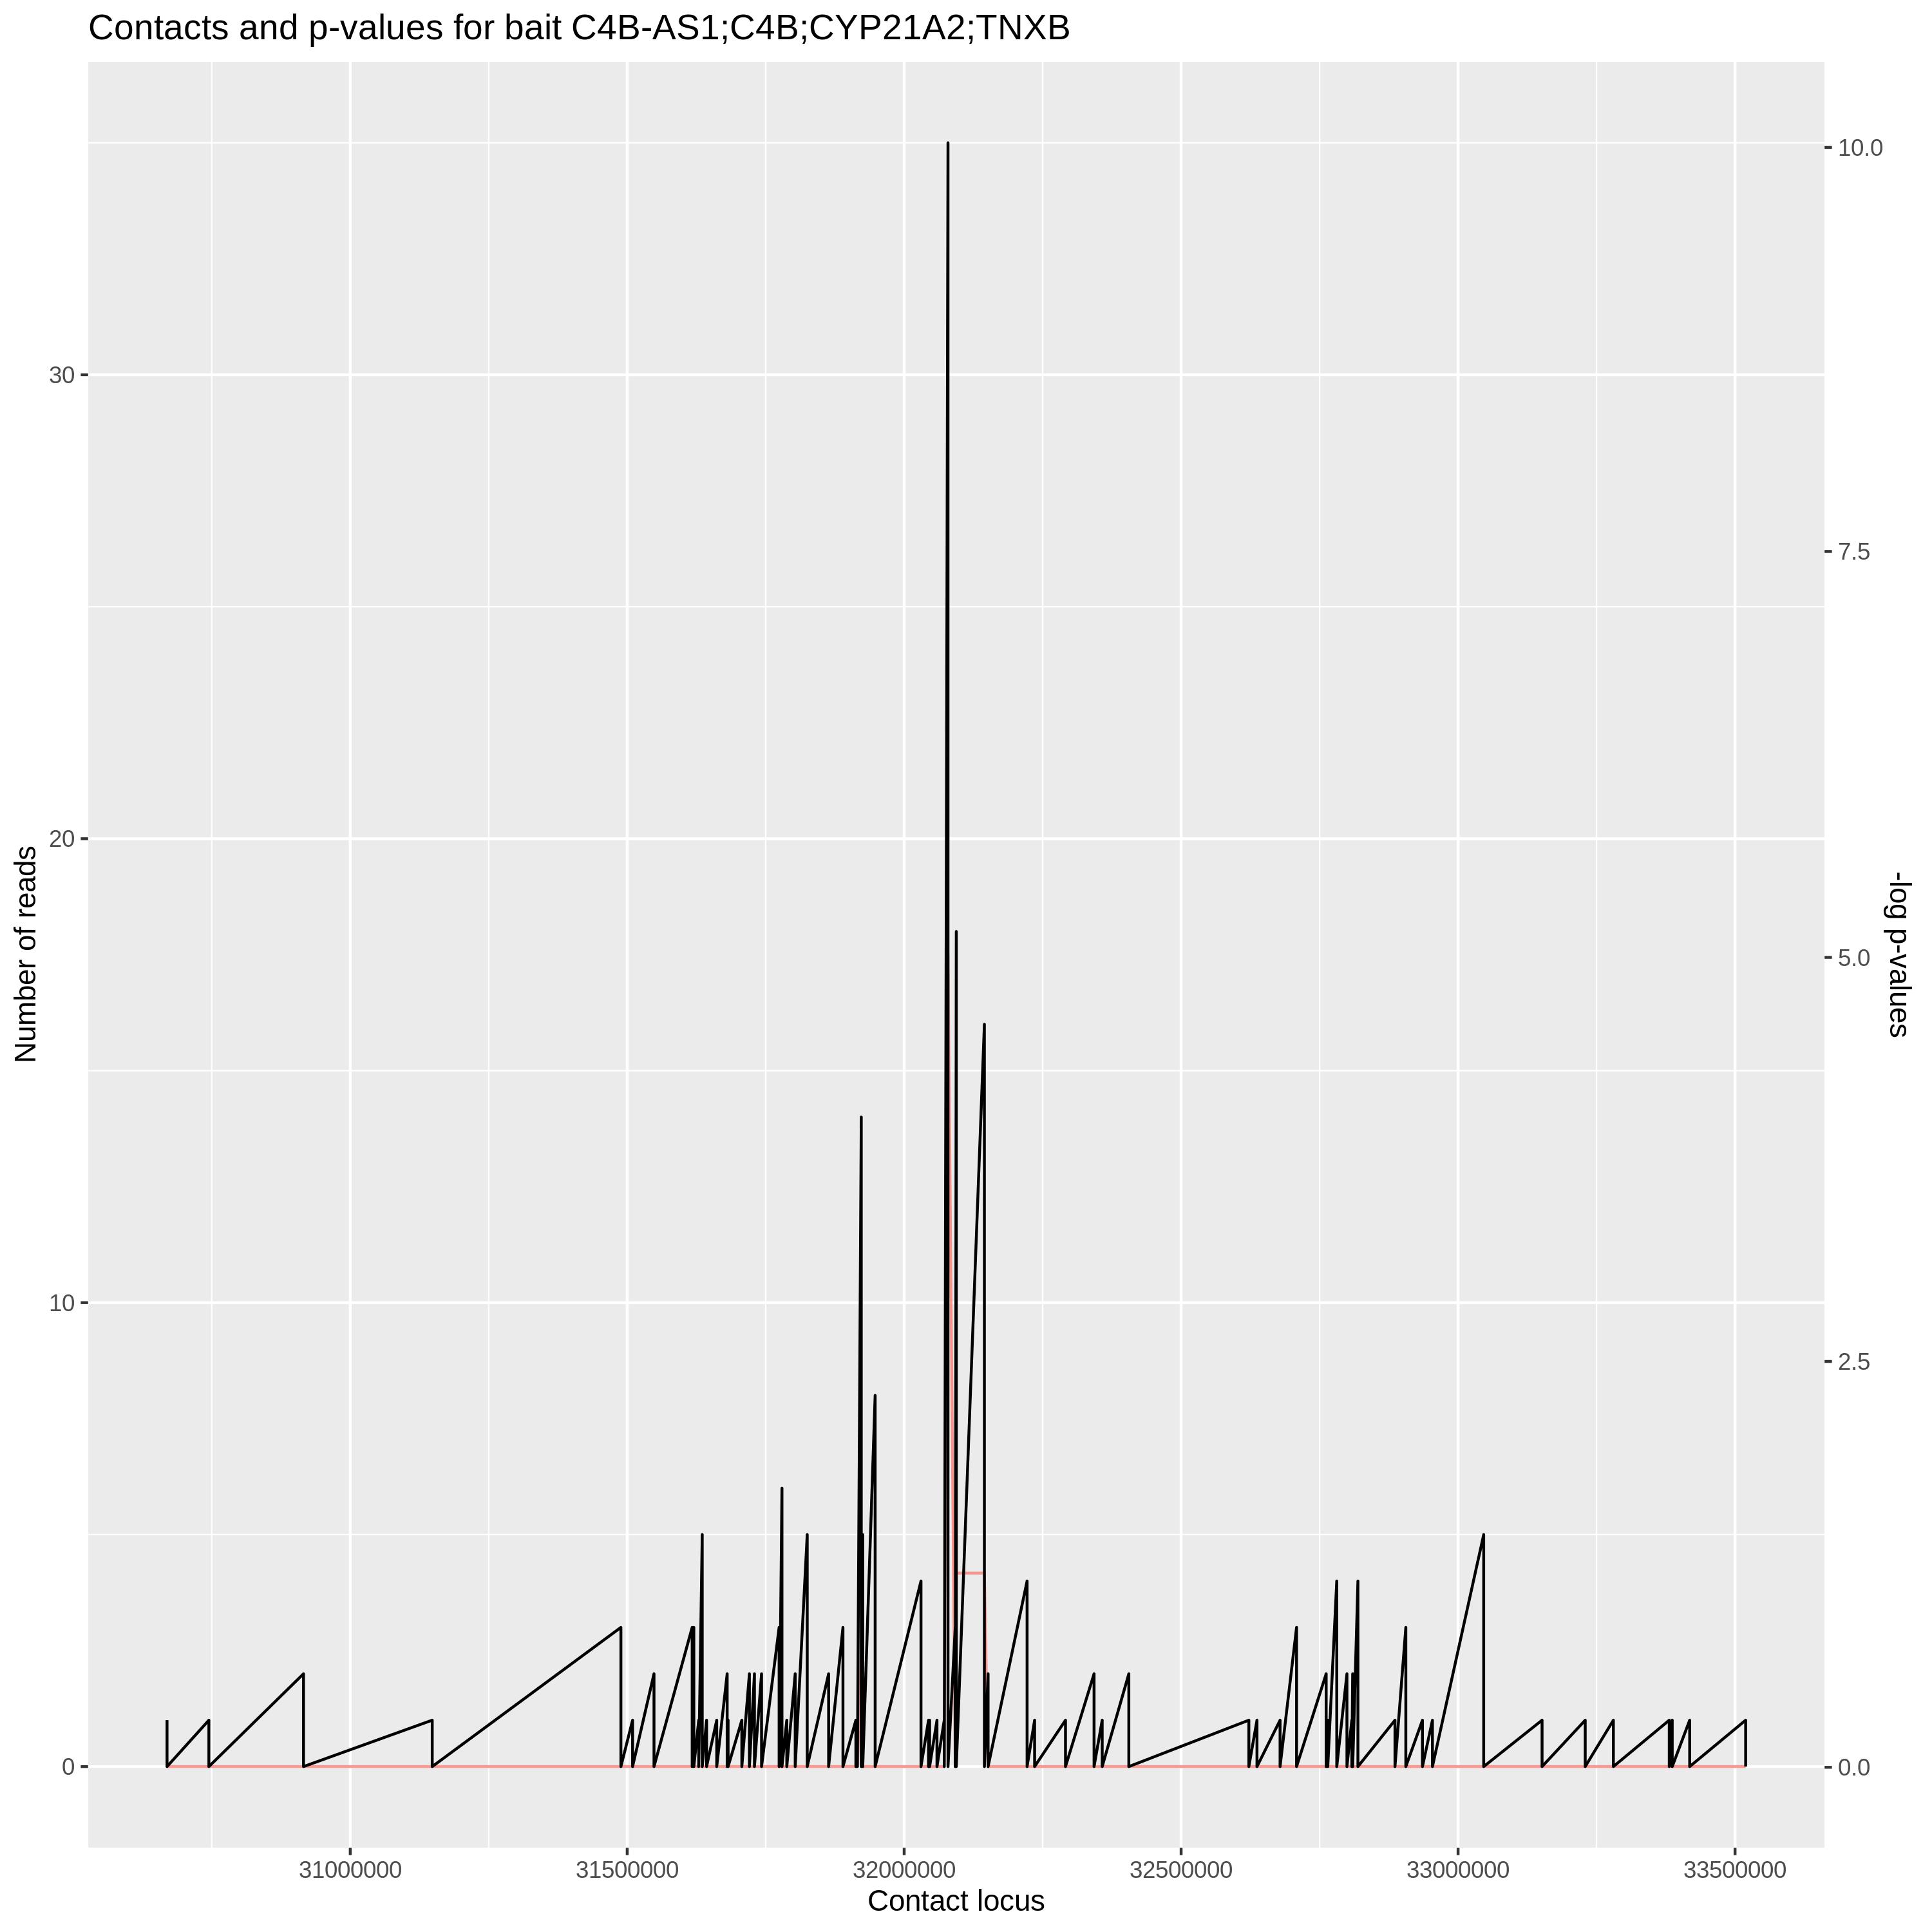 Contacts and p-values for bait C4B-AS1;C4B;CYP21A2;TNXB
Number of reads
30
20
10
0
10.0
7.5
5.0
2.5
0.0
-log p-values
31000000 31500000 32000000 32500000 33000000 33500000
Contact locus